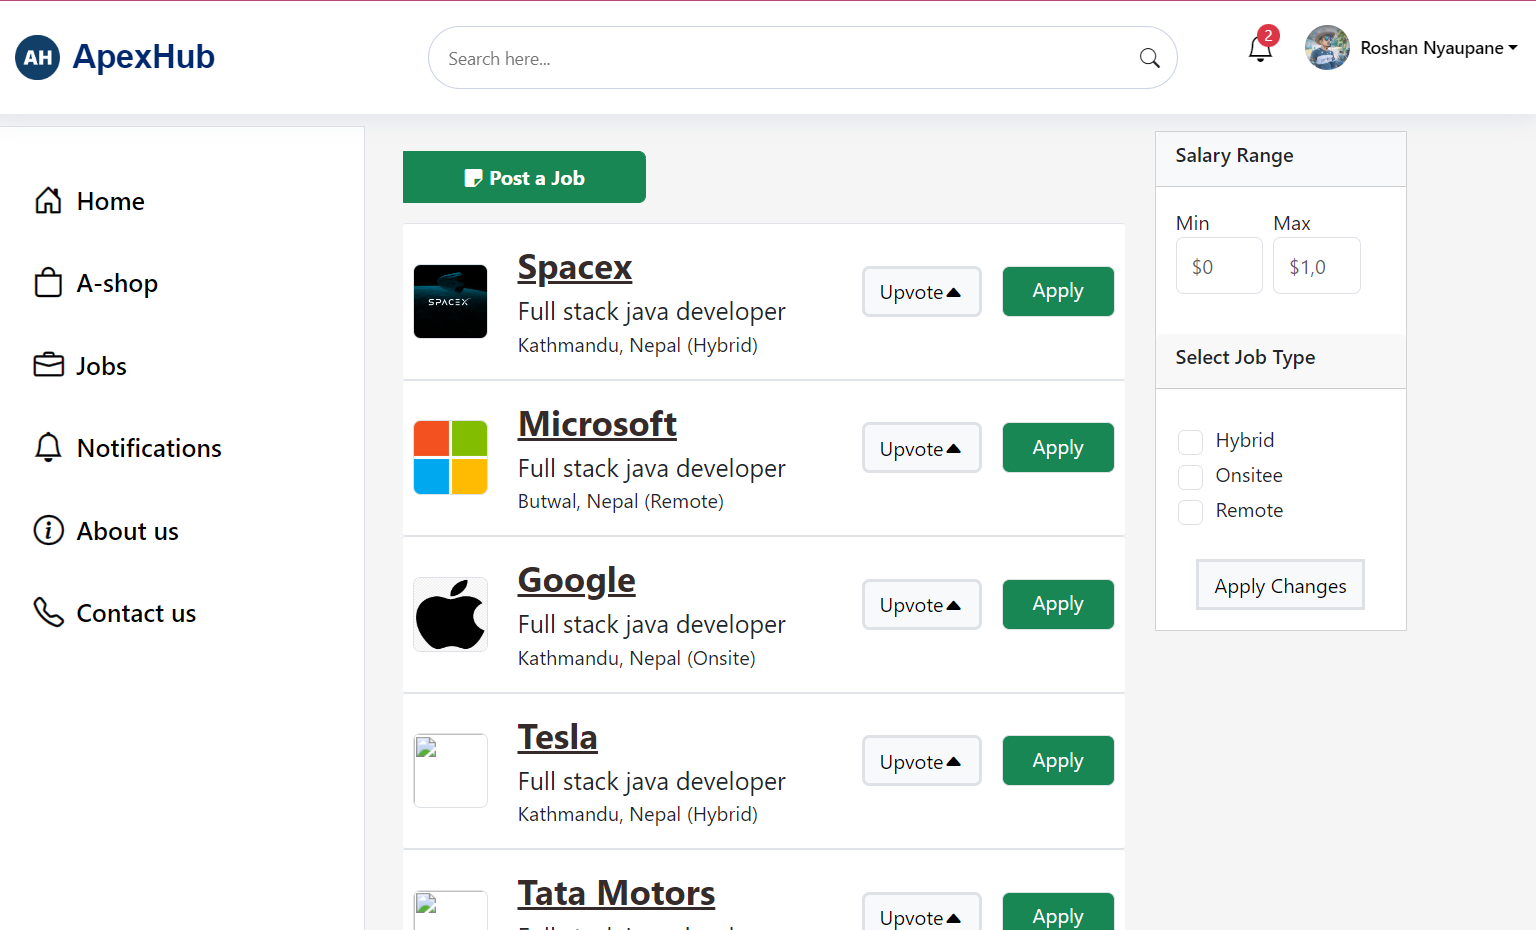 AH ApexHub
Search here...
2
Roshan Nyaupane
Home
A-shop
Jobs
Notifications
About us
Contact us
Post a Job
SPACEX
Spacex
Full stack java developer
Kathmandu, Nepal (Hybrid)
Upvote
Apply
Microsoft
Full stack java developer
Butwal, Nepal (Remote)
Upvote
Apply
Google
Full stack java developer
Kathmandu, Nepal (Onsite)
Upvote
Apply
Tesla
Full stack java developer
Kathmandu, Nepal (Hybrid)
Upvote
Apply
Tata Motors
Upvote
Apply
Salary Range
Min Max
$0 $1,0
Select Job Type
Hybrid
Onsitee
Remote
Apply Changes